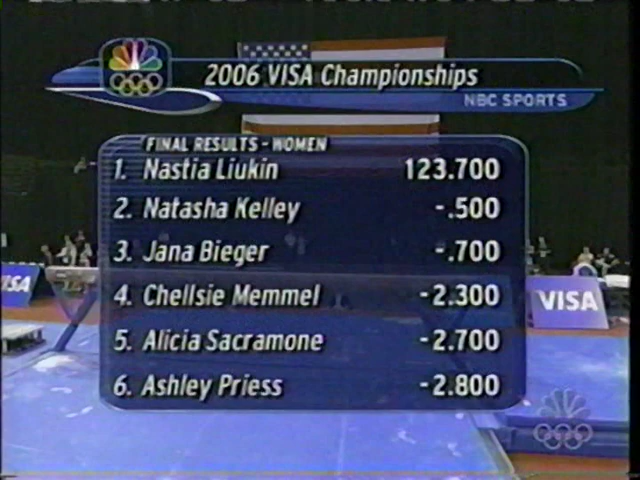 2006 VISA Championships
NBC SPORTS
FINAL RESULTS - WOMEN
1. Nastia Liukin 123.700
2. Natasha Kelley -.500
3. Jana Bieger -.700
4. Chellsie Memmel -2.300
5. Alicia Sacramone -2.700
6. Ashley Priess -2.800
VISA
VISA